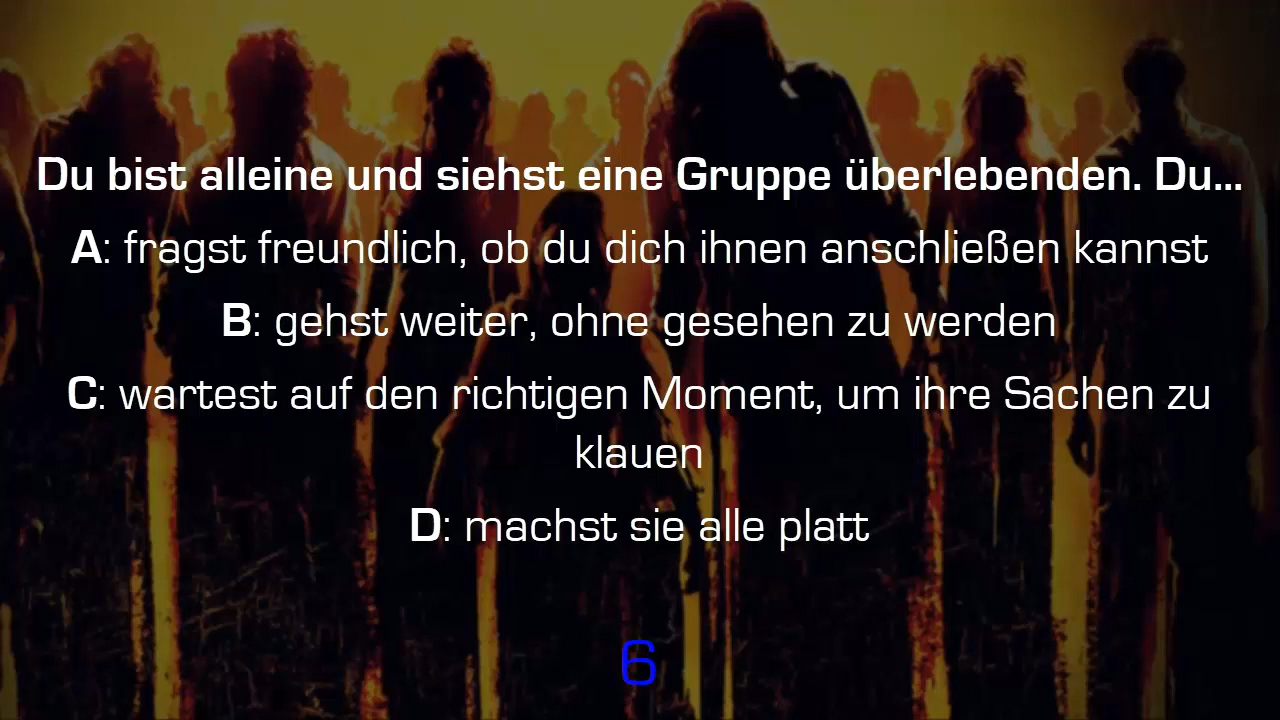 Du bist alleine und siehst eine Gruppe überlebenden. Du...
A: fragst freundlich, ob du dich ihnen anschließen kannst
B: gehst weiter, ohne gesehen zu werden
C: wartest auf den richtigen Moment, um ihre Sachen zu
klauen
D: machst sie alle platt
6